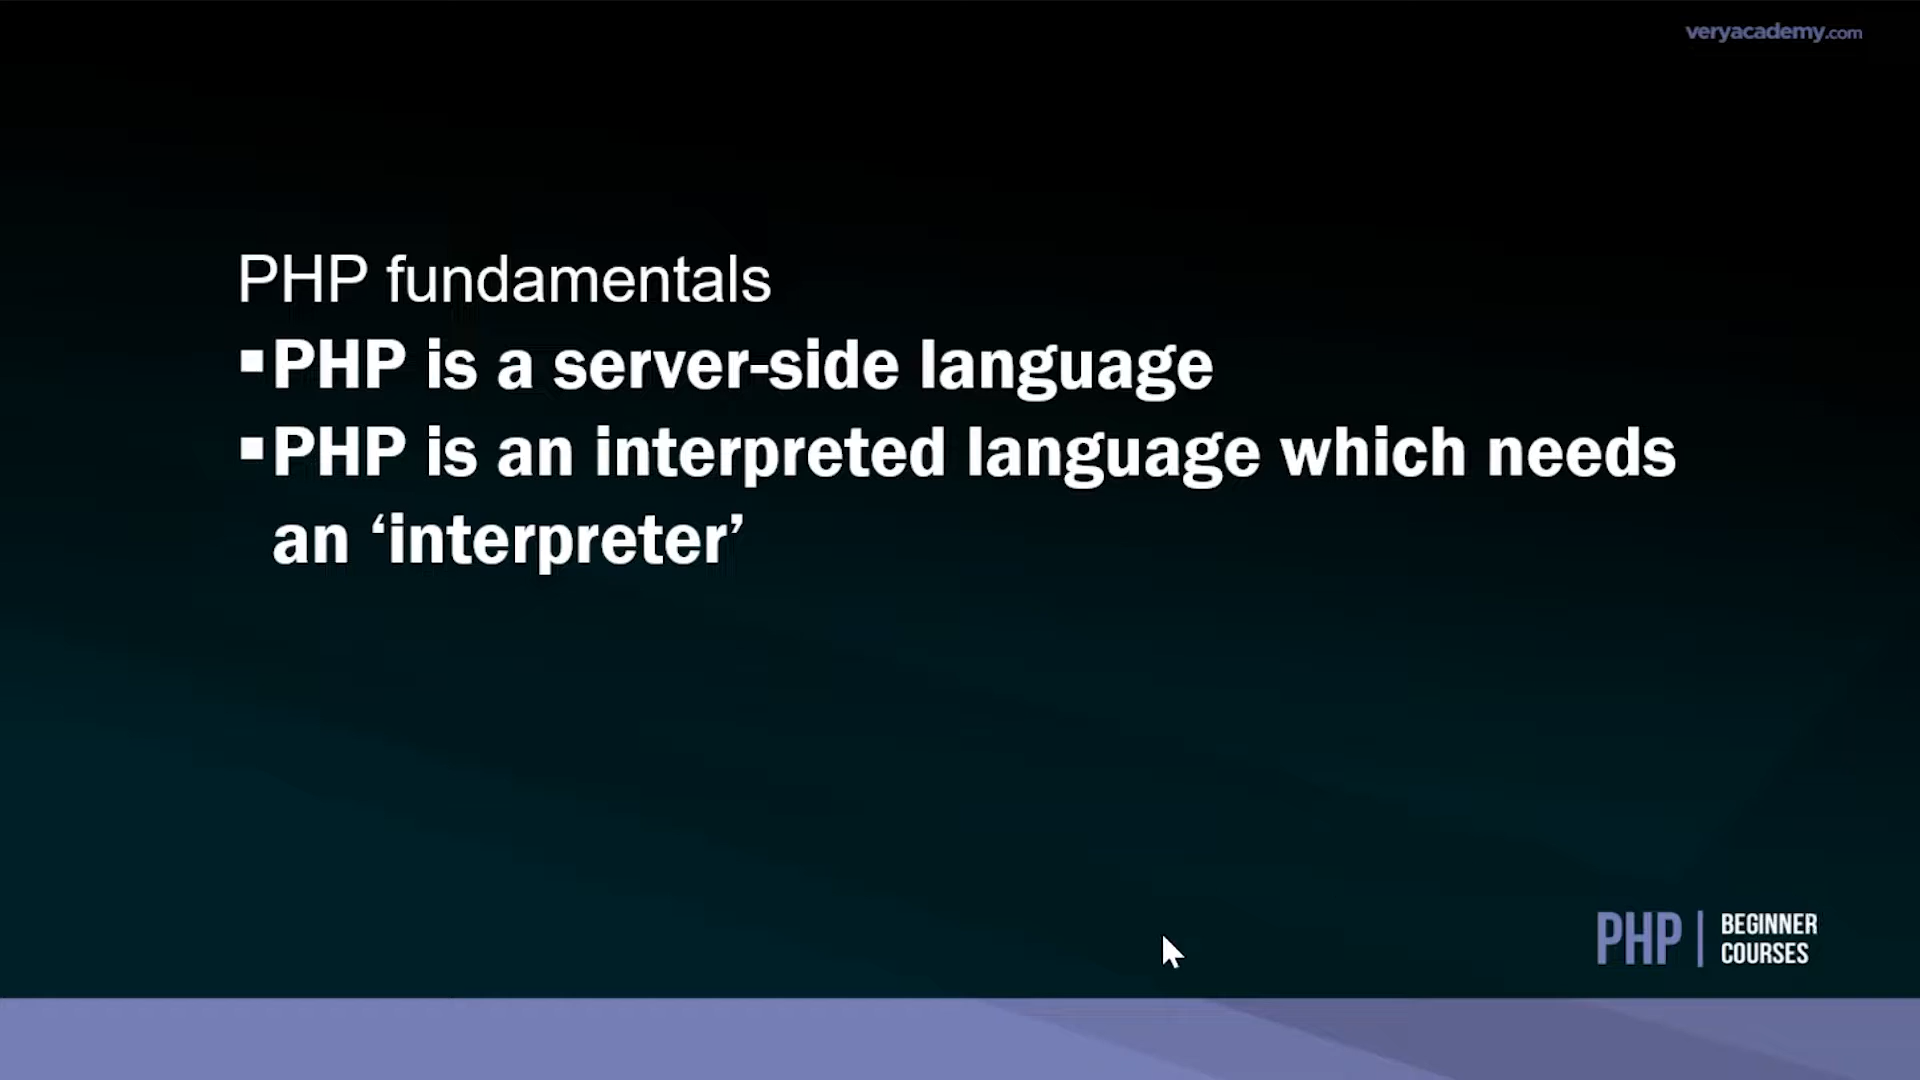 veryacademy.com
PHP fundamentals
▪PHP is a server-side language
▪PHP is an interpreted language which needs
an ‘interpreter’
PHP | BEGINNER
COURSES